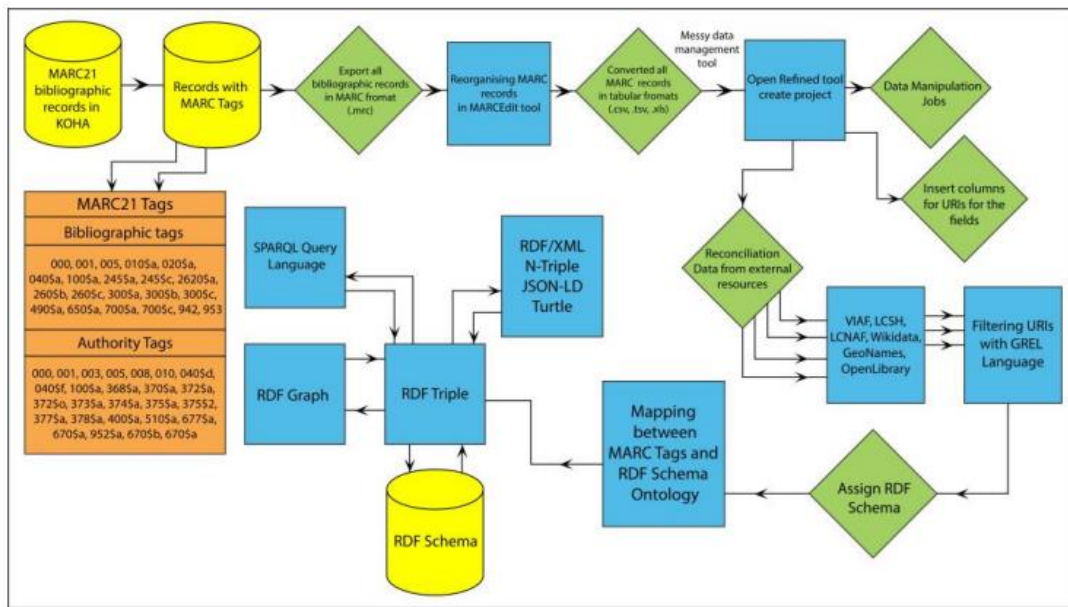 MARC21
bibliographic
records in
KOHA
Records with
MARC Tags
Export all
bibliographic records
in MARC fromat
(.mrc)
Reorganising MARC
records
in MARCEdit tool
Converted all
MARC records
in tabular fromats
(.csv, .tsv, .xls)
Messy data
management
tool
Open Refined tool
create project
Data Manipulation
Jobs
Insert columns
for URIs for the
fields
MARC21 Tags
Bibliographic tags
000, 001, 005, 010$a, 020$a,
040$a, 100$a, 245$a, 245$c, 2620$a,
260$b, 260$c, 300$a, 300$b, 300$c,
490$a, 650$a, 700$a, 700$c, 942, 953
Authority Tags
000, 001, 003, 005, 008, 010, 040$d,
040$f, 100$a, 368$a, 370$a, 372$a,
372$o, 373$a, 374$a, 375$a, 375$2,
377$a, 378$a, 400$a, 510$a, 677$a,
670$a, 952$a, 670$b, 670$a
SPARQL Query
Language
RDF/XML
N-Triple
JSON-LD
Turtle
Reconciliation
Data from external
resources
VIAF, LCSH,
LCNAF, Wikidata,
GeoNames,
OpenLibrary
Filtering URIs
with GREL
Language
RDF Graph
RDF Triple
Mapping
between
MARC Tags and
RDF Schema
Ontology
Assign RDF
Schema
RDF Schema